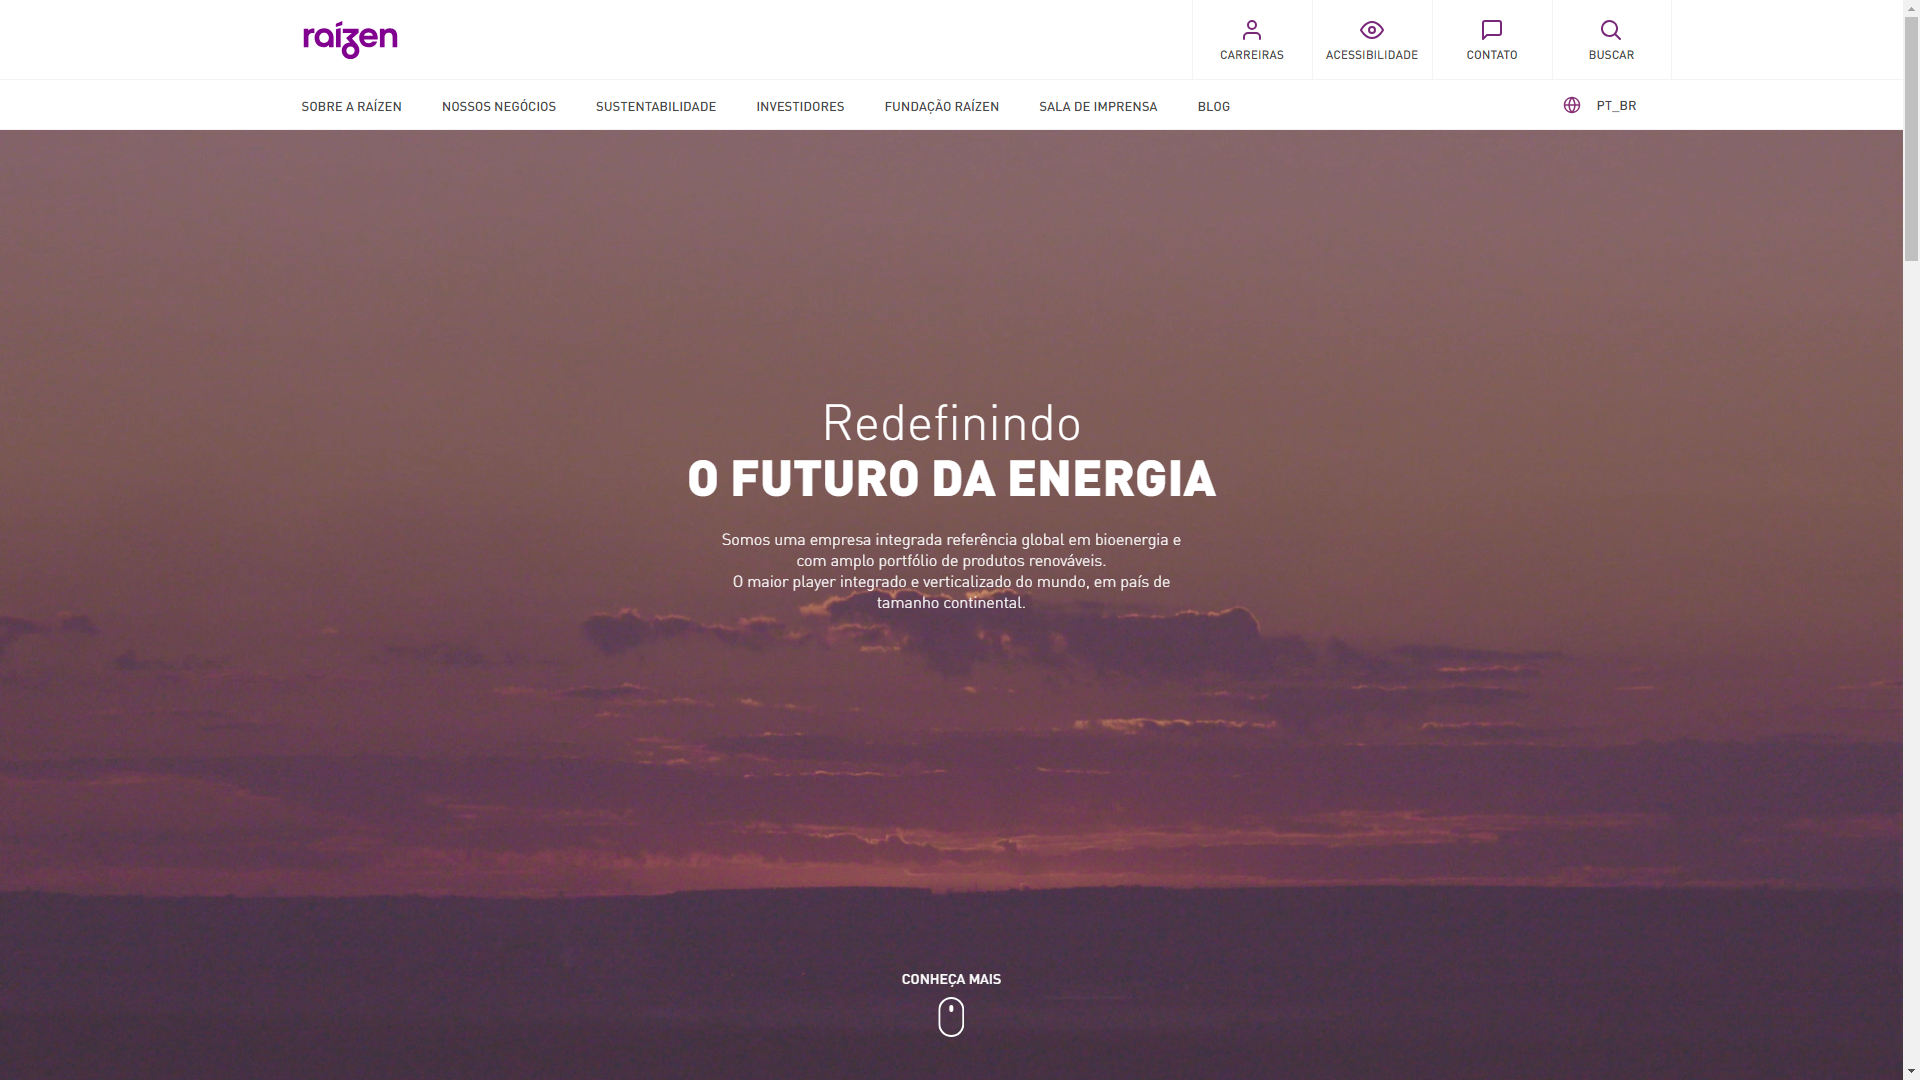 raízen
CARREIRAS
ACESSIBILIDADE
CONTATO
BUSCAR
SOBRE A RAÍZEN
NOSSOS NEGÓCIOS
SUSTENTABILIDADE
INVESTIDORES
FUNDAÇÃO RAÍZEN
SALA DE IMPRENSA
BLOG
PT_BR
Redefinindo
O FUTURO DA ENERGIA
Somos uma empresa integrada referência global em bioenergia e
com amplo portfólio de produtos renováveis.
O maior player integrado e verticalizado do mundo, em país de
tamanho continental.
CONHEÇA MAIS